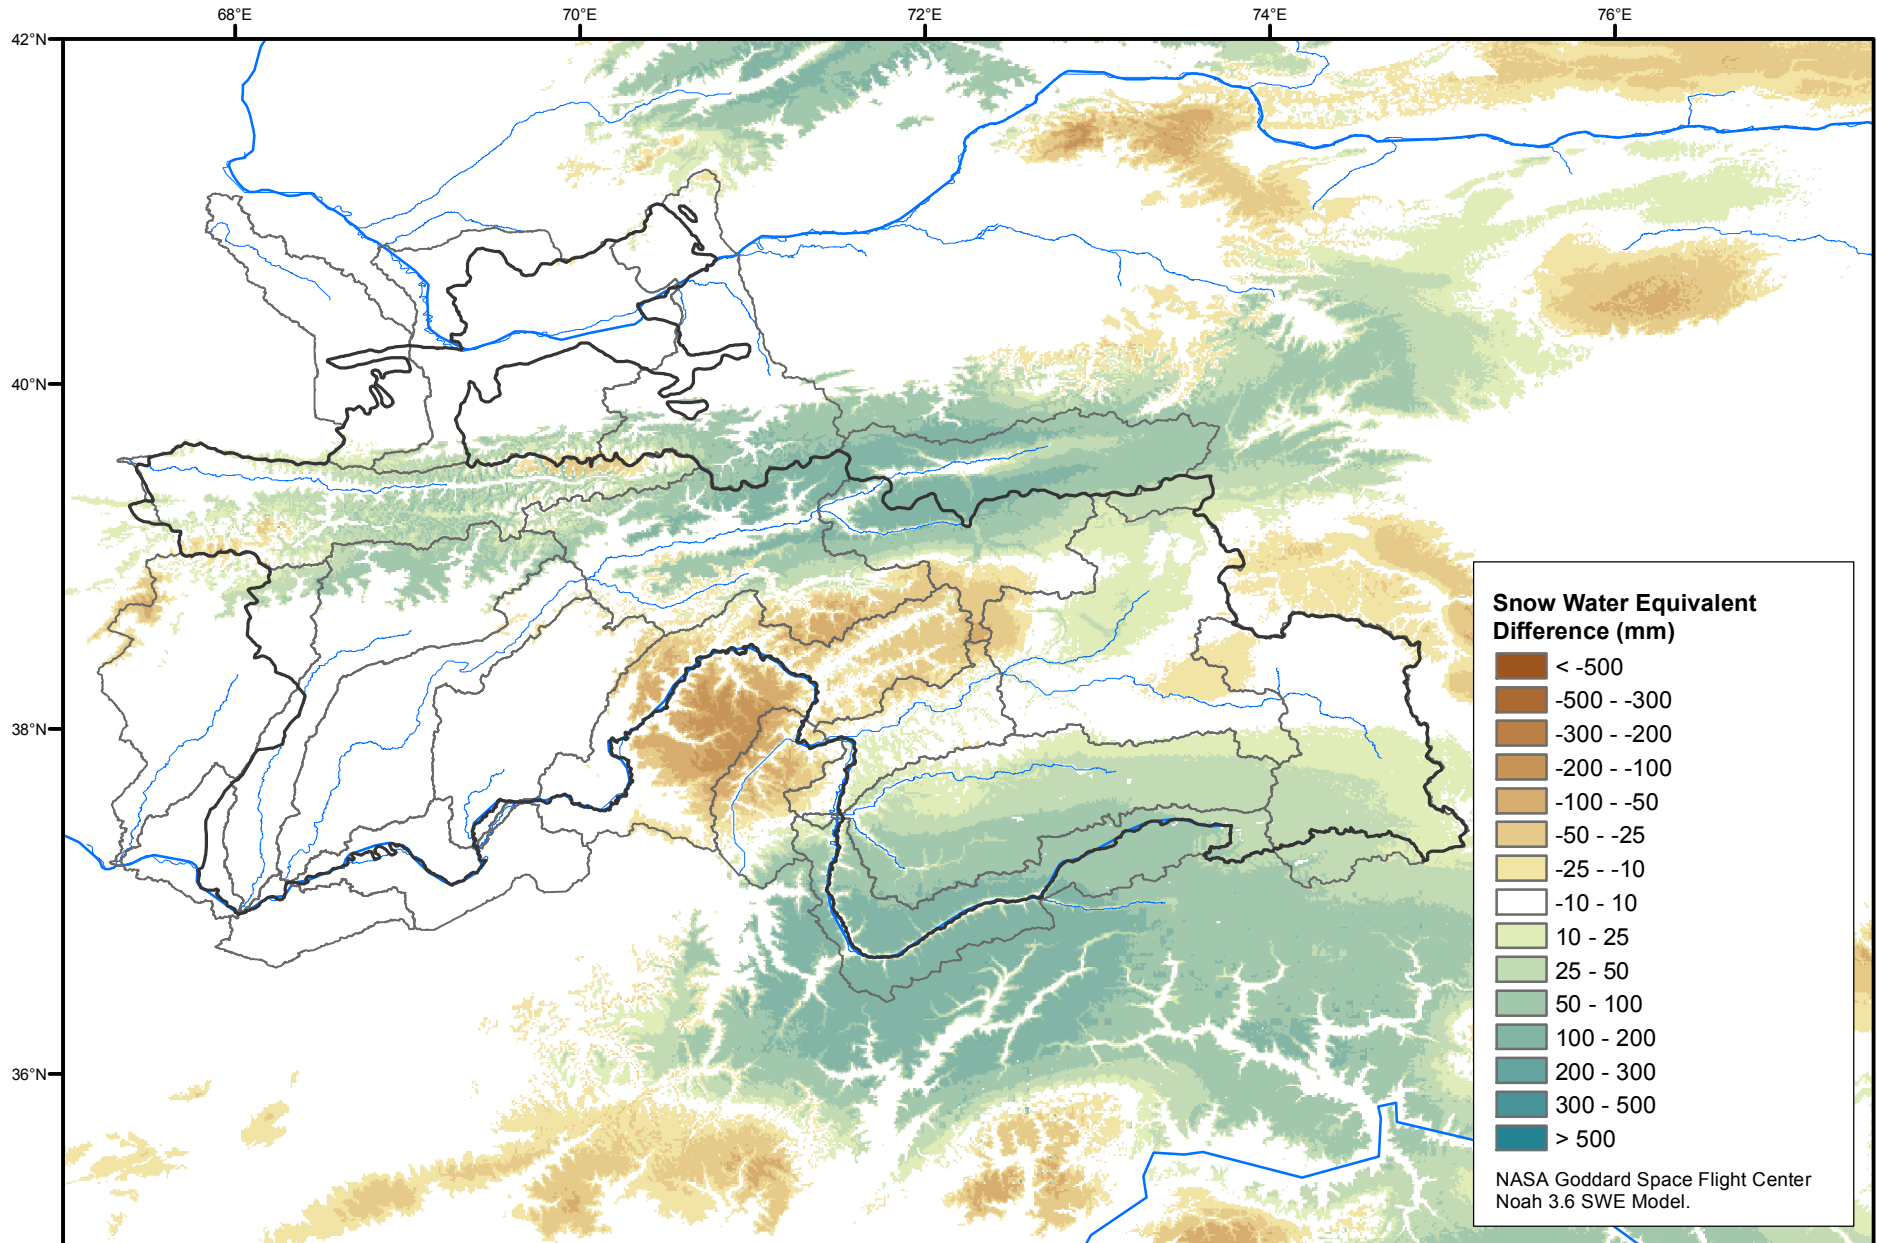 68°E 70°E 72°E 74°E 76°E
42°N
40°N
38°N
36°N
Snow Water Equivalent
Difference (mm)
< -500
-500 - -300
-300 - -200
-200 - -100
-100 - -50
-50 - -25
-25 - -10
-10 - 10
10 - 25
25 - 50
50 - 100
100 - 200
200 - 300
300 - 500
> 500
NASA Goddard Space Flight Center
Noah 3.6 SWE Model.